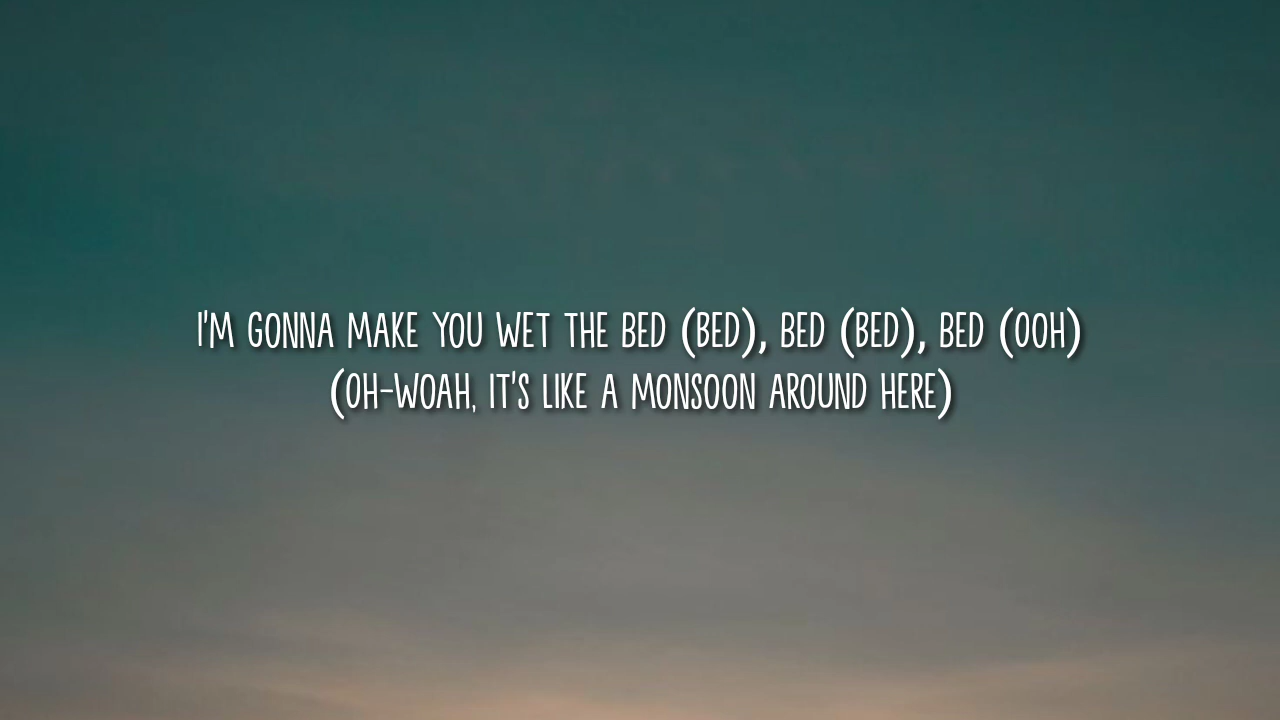 I'M GONNA MAKE YOU WET THE BED (BED), BED (BED), BED (OOH)
(OH-WOAH, IT'S LIKE A MONSOON AROUND HERE)